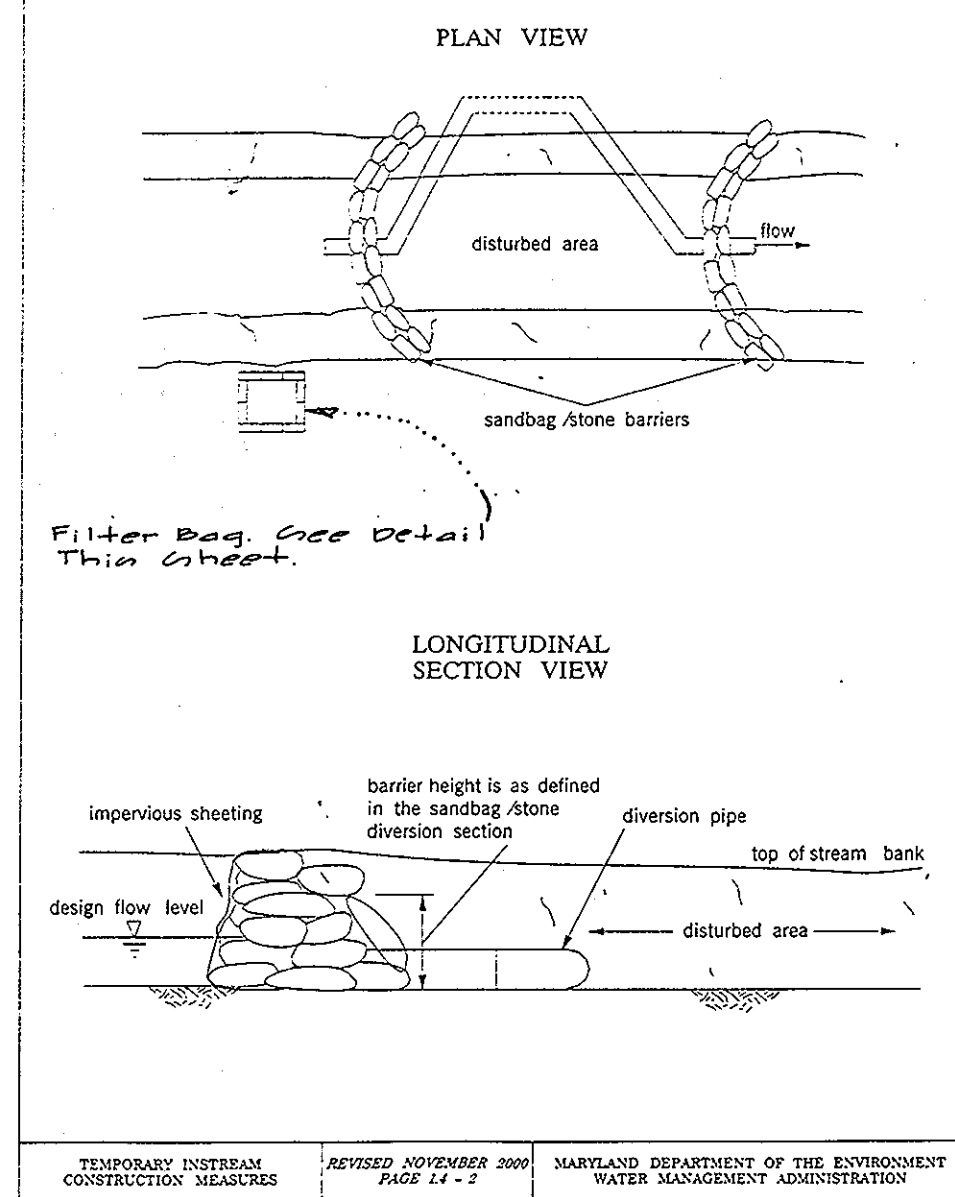 PLAN VIEW
flow
disturbed area
sandbag /stone barriers
Filter Bag. See Detail
This Sheet.
LONGITUDINAL
SECTION VIEW
barrier height is as defined
in the sandbag /stone
diversion section
impervious sheeting
diversion pipe
top of stream bank
design flow level
disturbed area
TEMPORARY INSTREAM
CONSTRUCTION MEASURES
REVISED NOVEMBER 2000
PAGE 1.4 - 2
MARYLAND DEPARTMENT OF THE ENVIRONMENT
WATER MANAGEMENT ADMINISTRATION